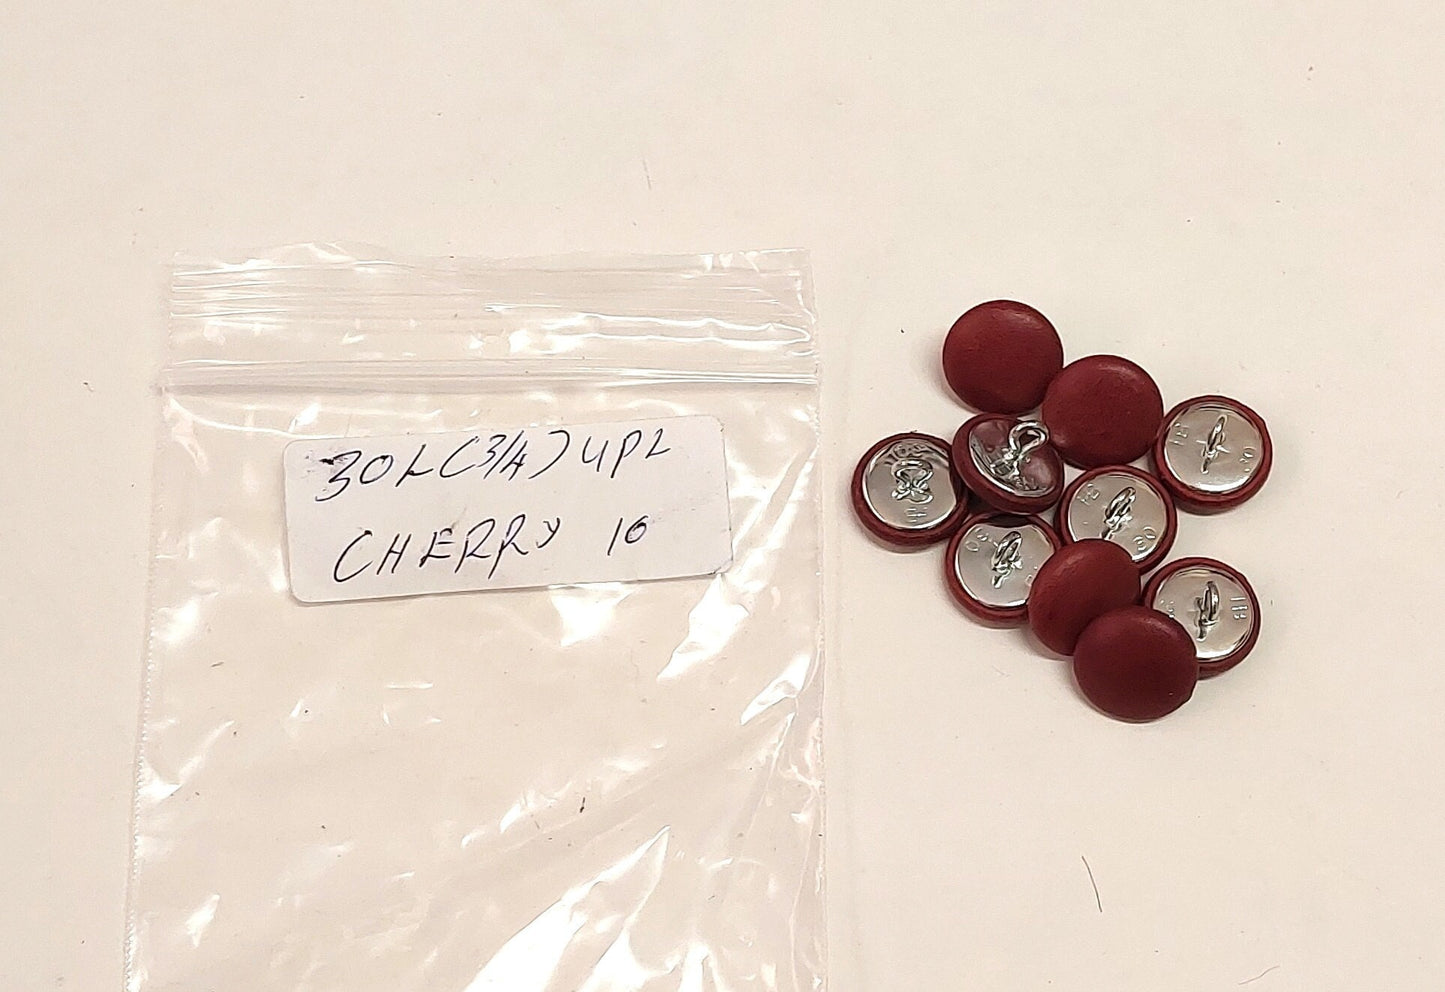 30L (3/4) UPL
CHERRY 10